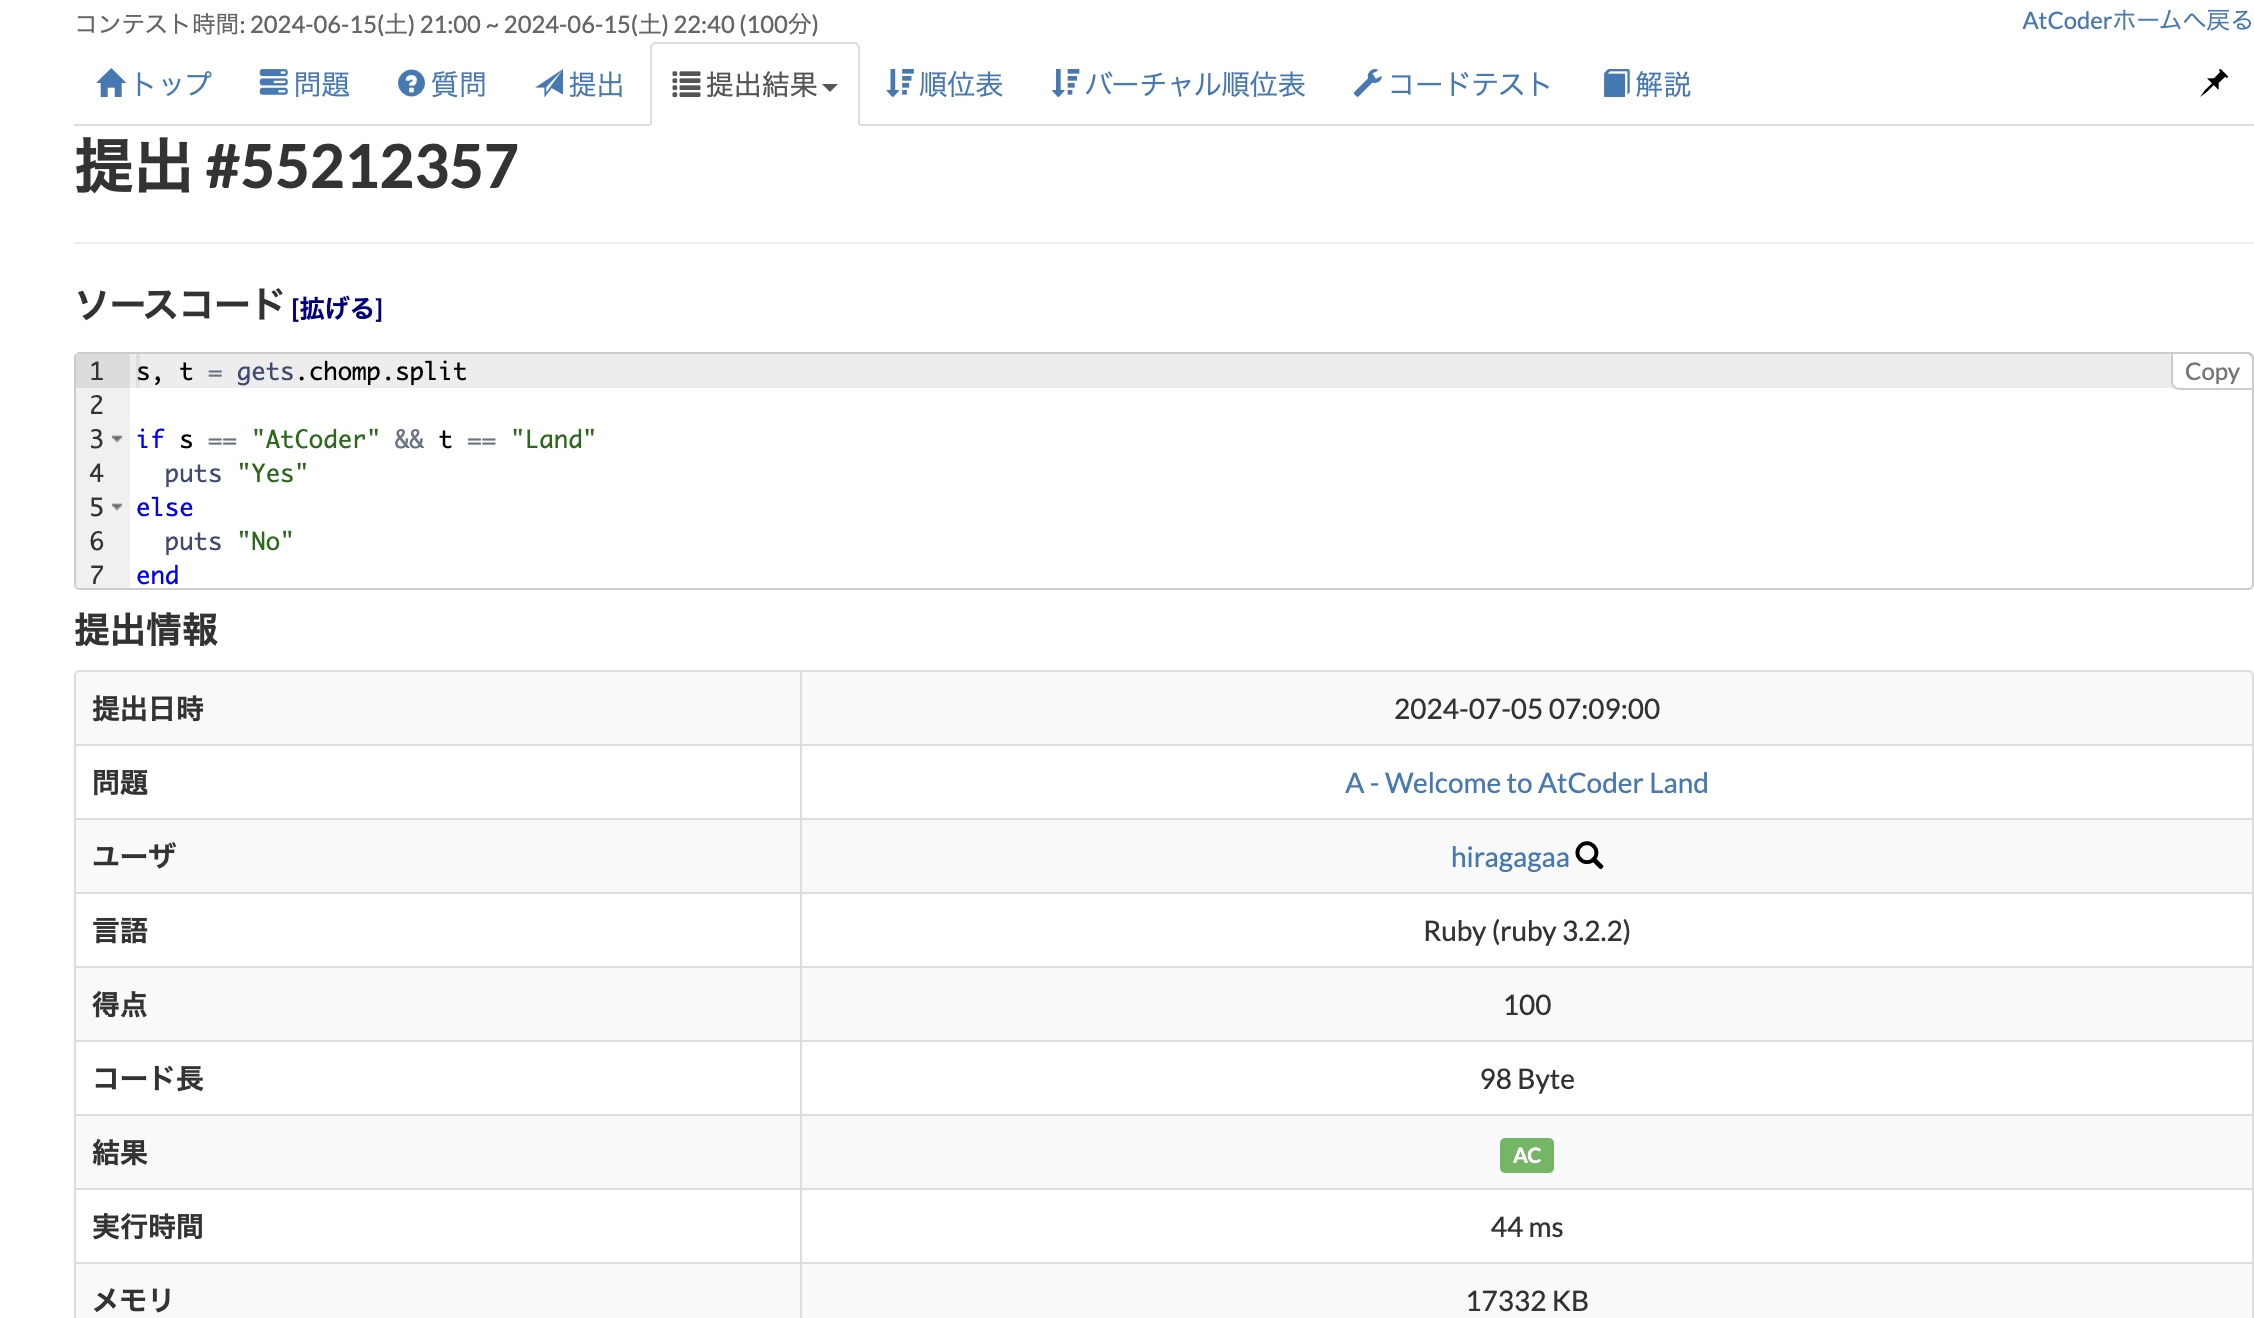 コンテスト時間: 2024-06-15(土) 21:00 ~ 2024-06-15(土) 22:40 (100分)
AtCoderホームへ戻る
トップ 問題 質問 提出 提出結果 順位表 バーチャル順位表 コードテスト 解説
提出 #55212357
ソースコード [拡げる]
Copy
1 s, t = gets.chomp.split
2
3 if s == "AtCoder" && t == "Land"
4   puts "Yes"
5 else
6   puts "No"
7 end
提出情報
提出日時 2024-07-05 07:09:00
問題 A - Welcome to AtCoder Land
ユーザ hiragagaa
言語 Ruby (ruby 3.2.2)
得点 100
コード長 98 Byte
結果 AC
実行時間 44 ms
メモリ 17332 KB